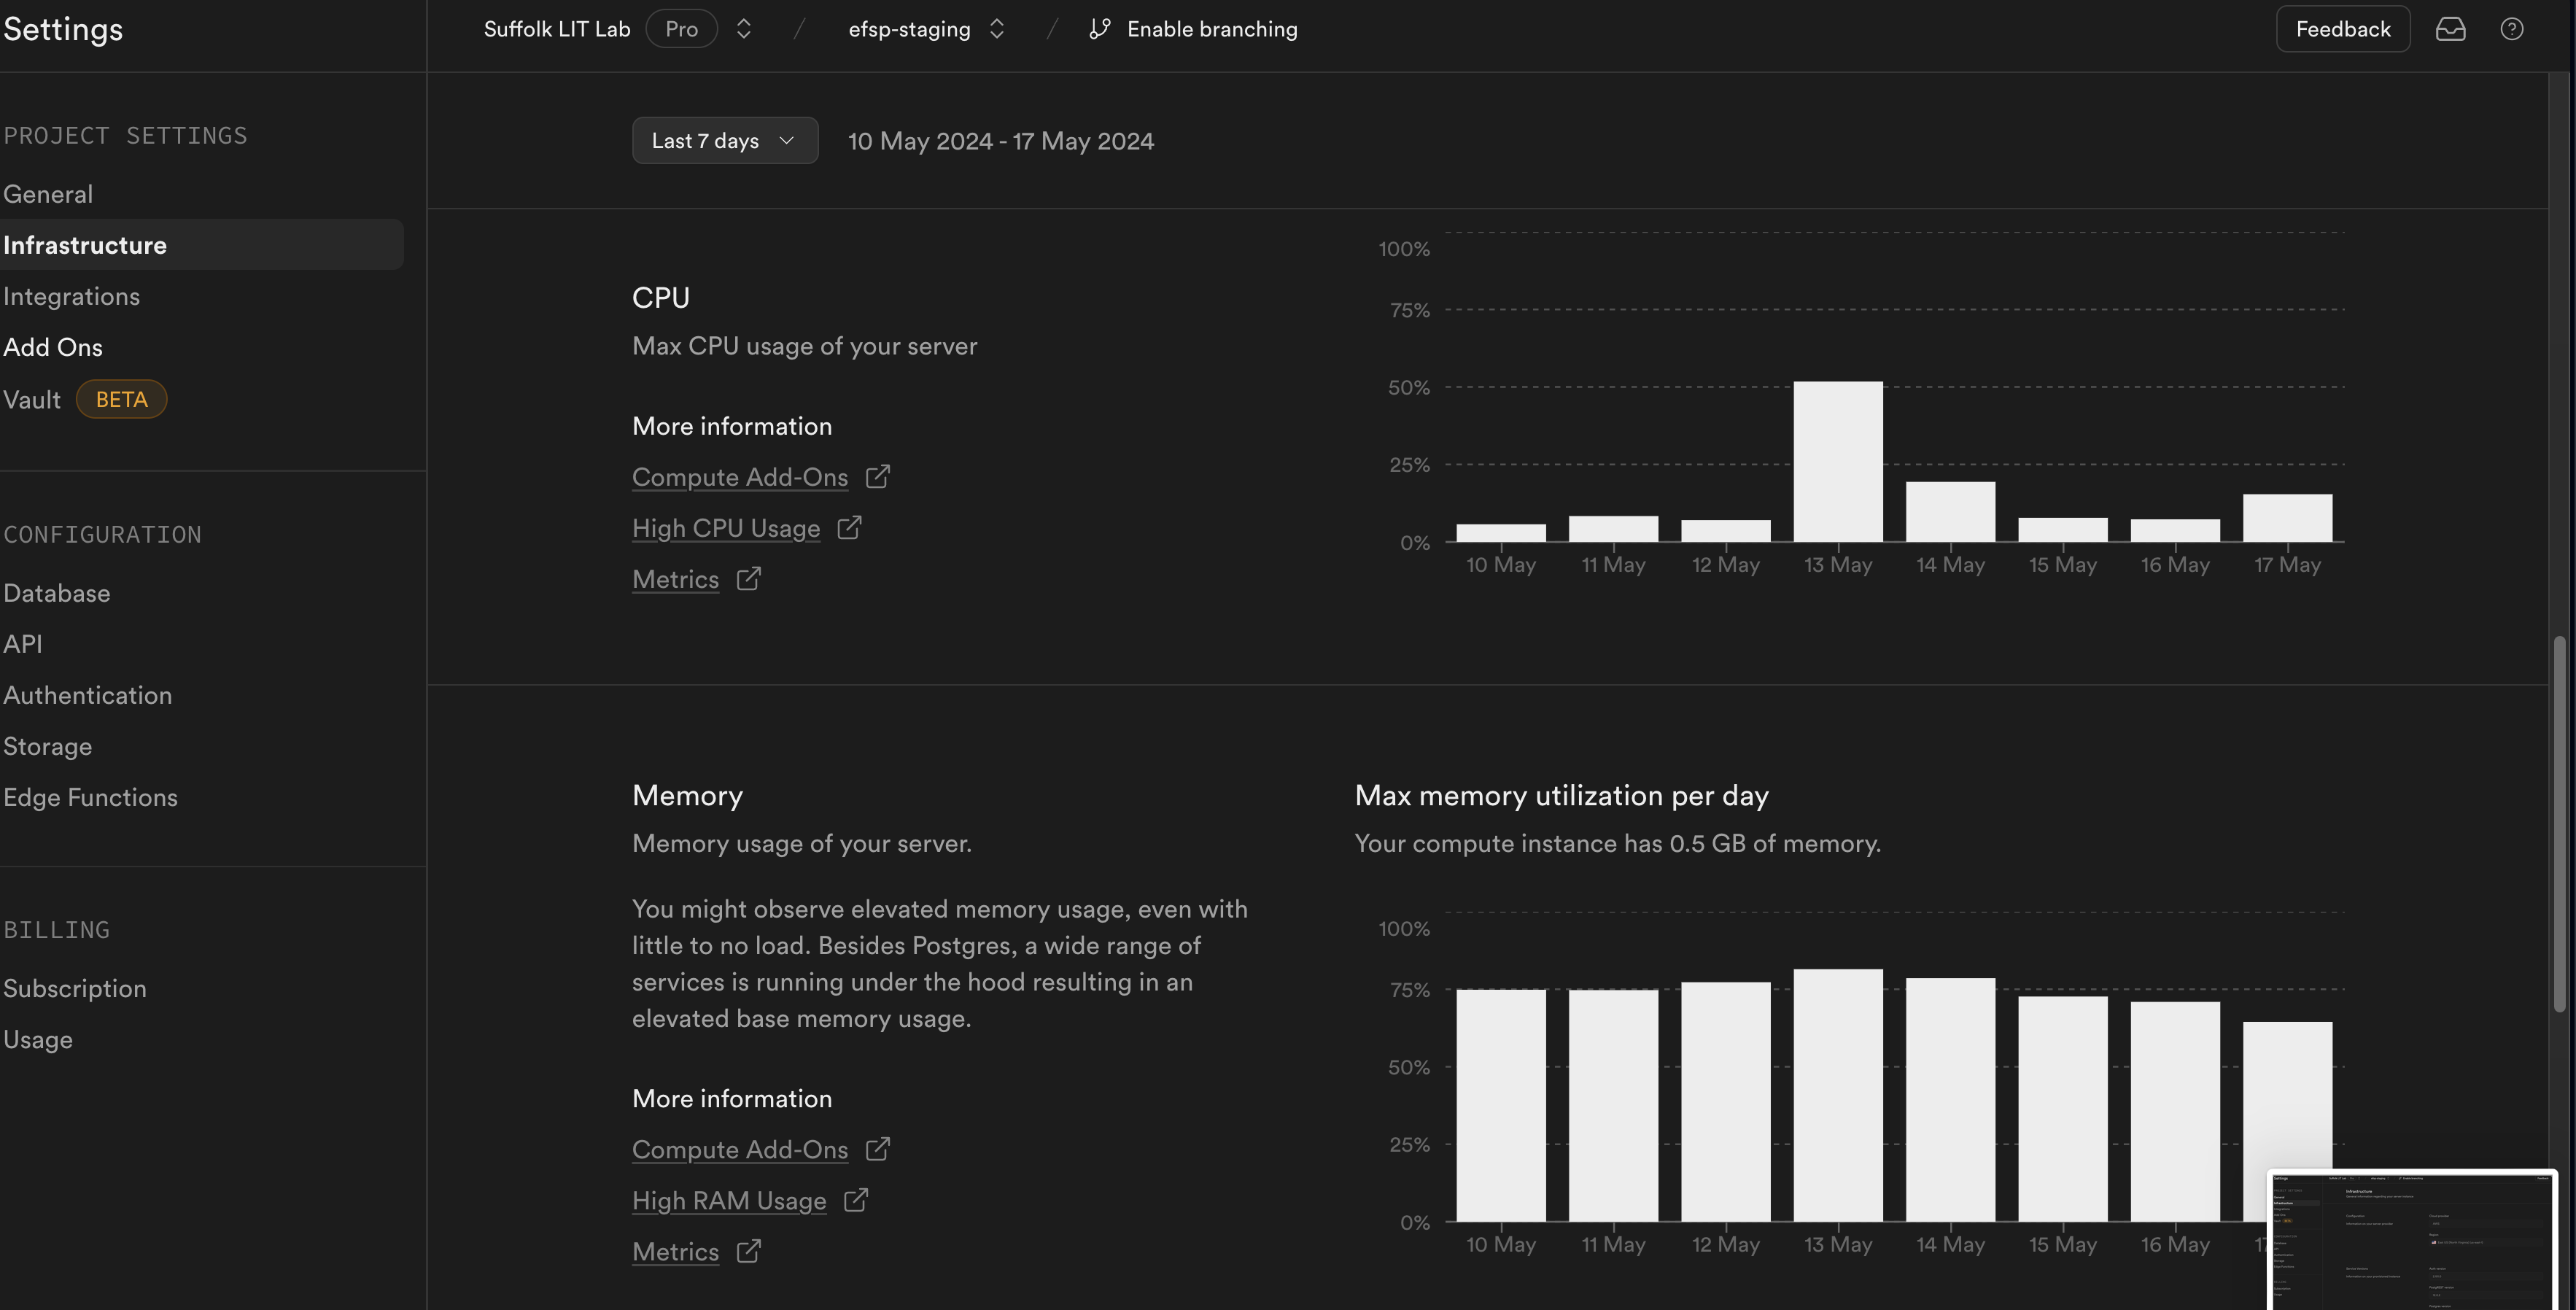 Settings
Suffolk LIT Lab Pro / efsp-staging / Enable branching
Feedback
PROJECT SETTINGS
General
Infrastructure
Integrations
Add Ons
Vault BETA
CONFIGURATION
Database
API
Authentication
Storage
Edge Functions
BILLING
Subscription
Usage
Last 7 days
10 May 2024 - 17 May 2024
CPU
Max CPU usage of your server
More information
Compute Add-Ons
High CPU Usage
Metrics
100%
75%
50%
25%
0%
10 May 11 May 12 May 13 May 14 May 15 May 16 May 17 May
Memory
Memory usage of your server.
You might observe elevated memory usage, even with
little to no load. Besides Postgres, a wide range of
services is running under the hood resulting in an
elevated base memory usage.
More information
Compute Add-Ons
High RAM Usage
Metrics
Max memory utilization per day
Your compute instance has 0.5 GB of memory.
100%
75%
50%
25%
0%
10 May 11 May 12 May 13 May 14 May 15 May 16 May